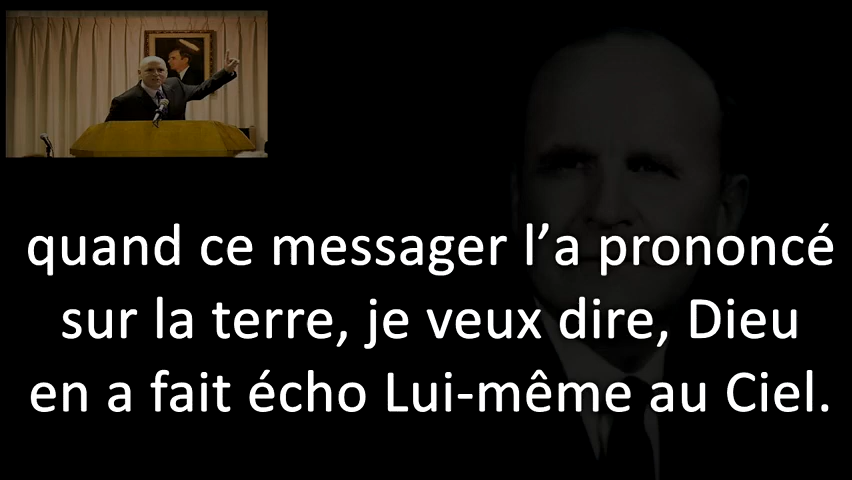 quand ce messager l’a prononcé
sur la terre, je veux dire, Dieu
en a fait écho Lui-même au Ciel.